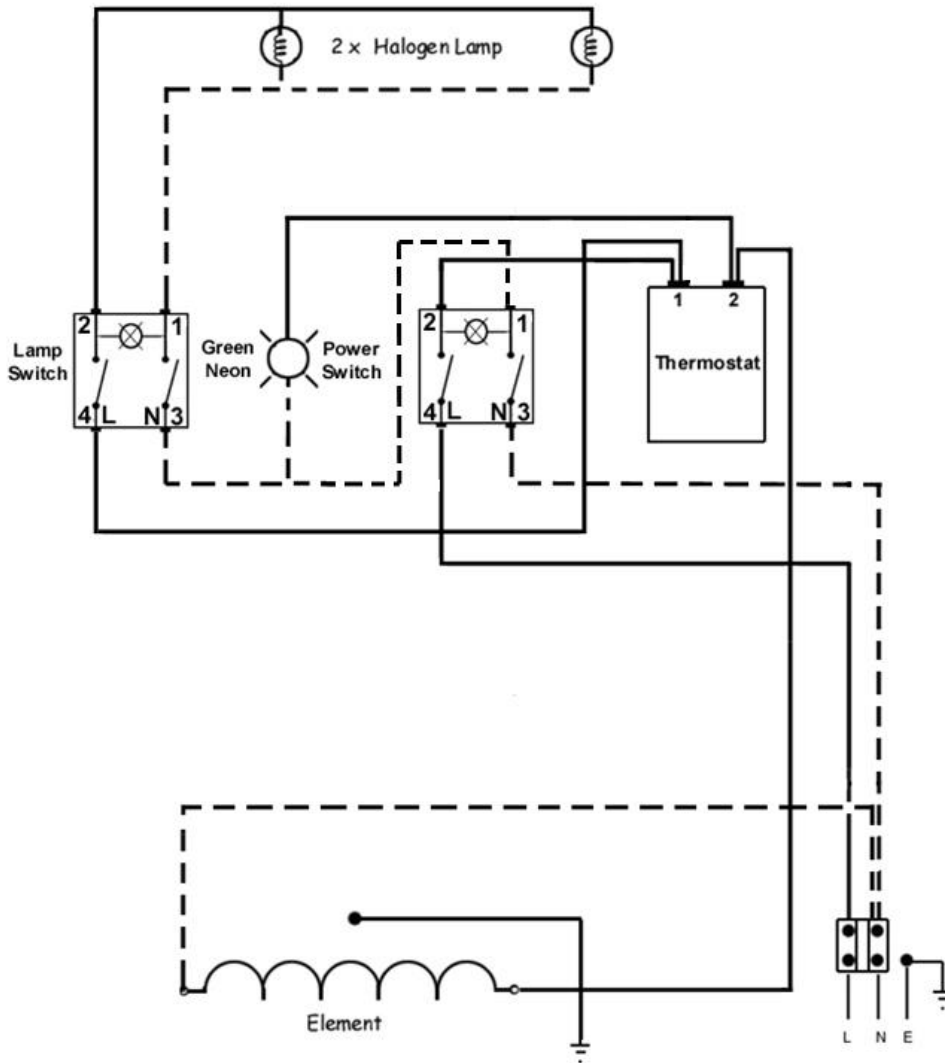 2 x Halogen Lamp
Lamp
Switch
2
1
4 L
N 3
Green
Neon
Power
Switch
2
1
4 L
N 3
1
2
Thermostat
Element
L N E